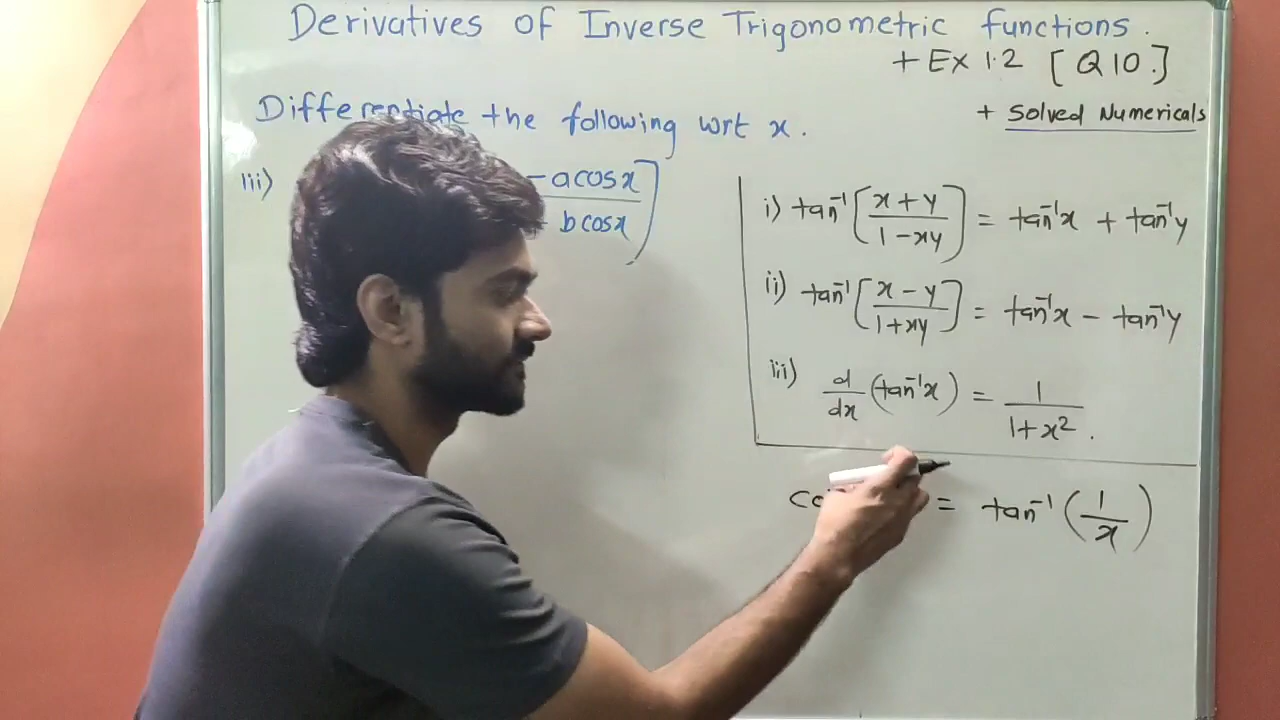 Derivatives of Inverse Trigonometric functions.
+ Ex 1.2 [Q10.]
+ Solved Numericals
Differentiate the following wrt x.
iii) - a cos x
b cos x ]
i) tan⁻¹[(x + y)/(1 - xy)] = tan⁻¹x + tan⁻¹y
ii) tan⁻¹[(x - y)/(1 + xy)] = tan⁻¹x - tan⁻¹y
iii) d/dx (tan⁻¹x) = 1/(1 + x²).
= tan⁻¹(1/x)